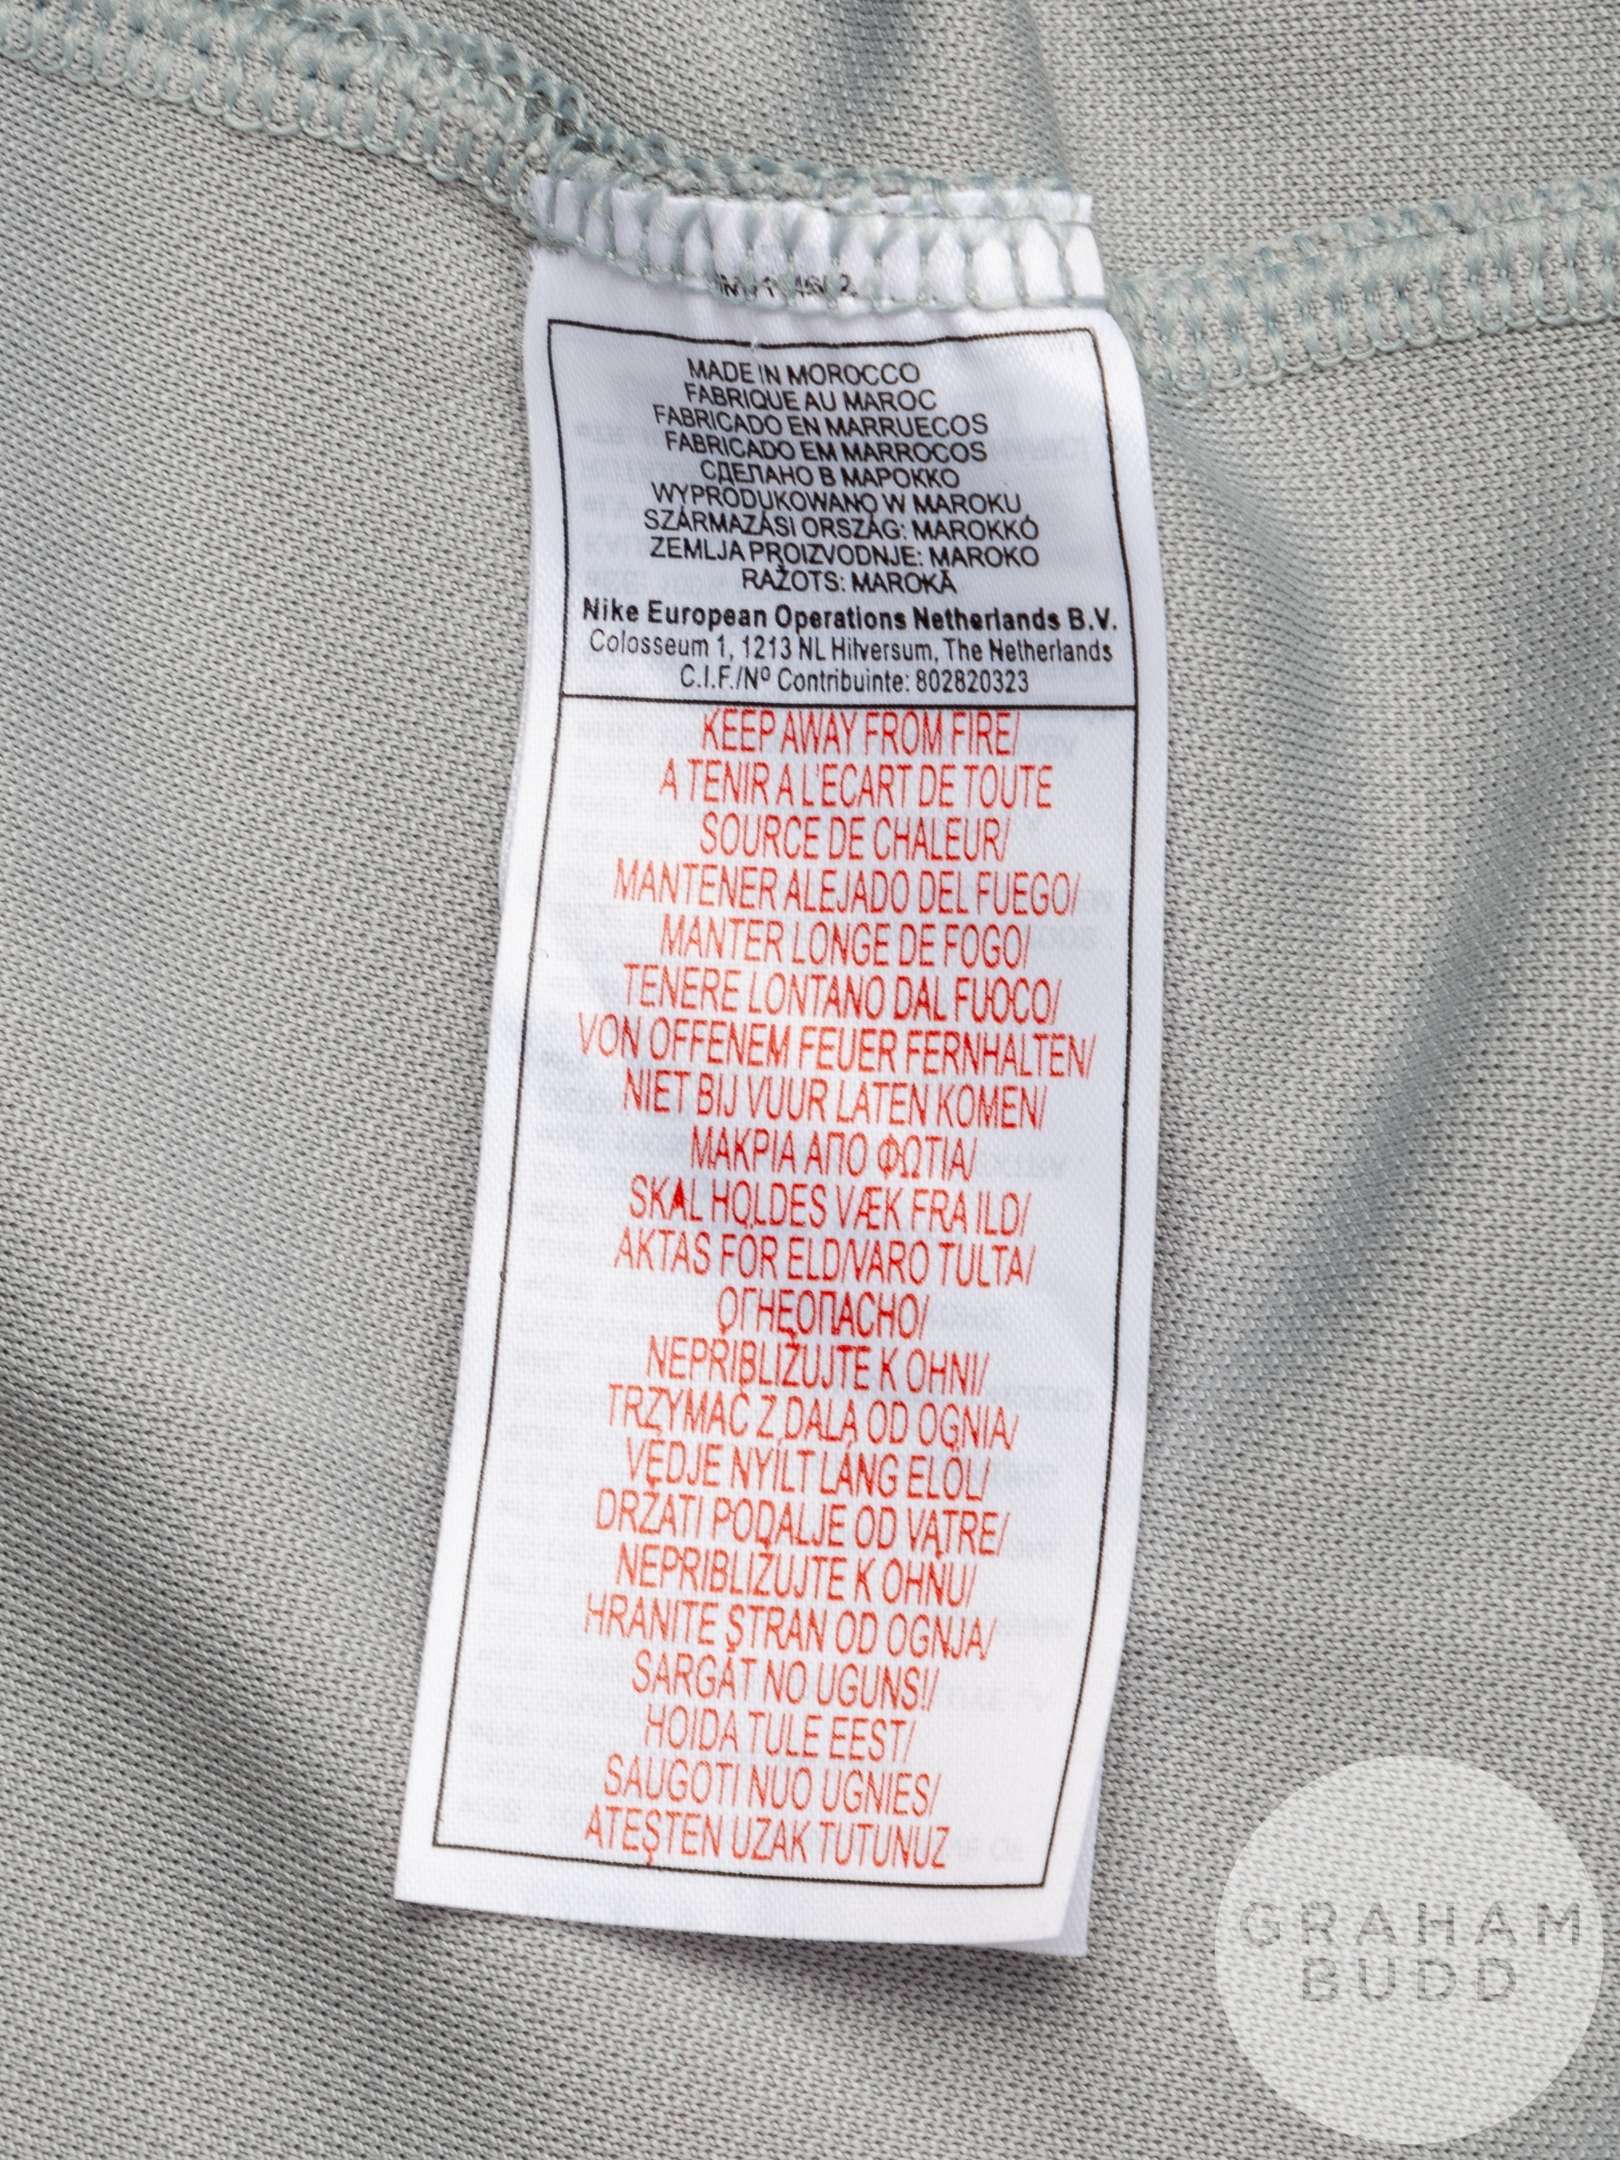 MADE IN MOROCCO
FABRIQUE AU MAROC
FABRICADO EN MARRUECOS
FABRICADO EM MARROCOS
СДЕЛАНО В МАРОККО
WYPRODUKOWANO W MAROKU
SZÁRMAZÁSI ORSZÁG: MAROKKÓ
ZEMLJA PROIZVODNJE: MAROKO
RAŽOTS: MAROKĀ
Nike European Operations Netherlands B.V.
Colosseum 1, 1213 NL Hilversum, The Netherlands
C.I.F./Nº Contribuinte: 802820323
KEEP AWAY FROM FIRE/
A TENIR A L'ECART DE TOUTE
SOURCE DE CHALEUR/
MANTENER ALEJADO DEL FUEGO/
MANTER LONGE DE FOGO/
TENERE LONTANO DAL FUOCO/
VON OFFENEM FEUER FERNHALTEN/
NIET BIJ VUUR LATEN KOMEN/
ΜΑΚΡΙΑ ΑΠΟ ΦΩΤΙΑ/
SKAL HOLDES VÆK FRA ILD/
AKTAS FÖR ELD/VARO TULTA/
ОГНЕОПАСНО/
NEPŘIBLIŽUJTE K OHNI/
TRZYMAĆ Z DALA OD OGNIA/
VÉDJE NYÍLT LÁNG ELÖL/
DRŽATI PODALJE OD VATRE/
NEPRIBLIŽUJTE K OHŇU/
HRANITE STRAN OD OGNJA/
SARGĀT NO UGUNS!/
HOIDA TULE EEST/
SAUGOTI NUO UGNIES/
ATEŞTEN UZAK TUTUNUZ
GRAHAM
BUDD